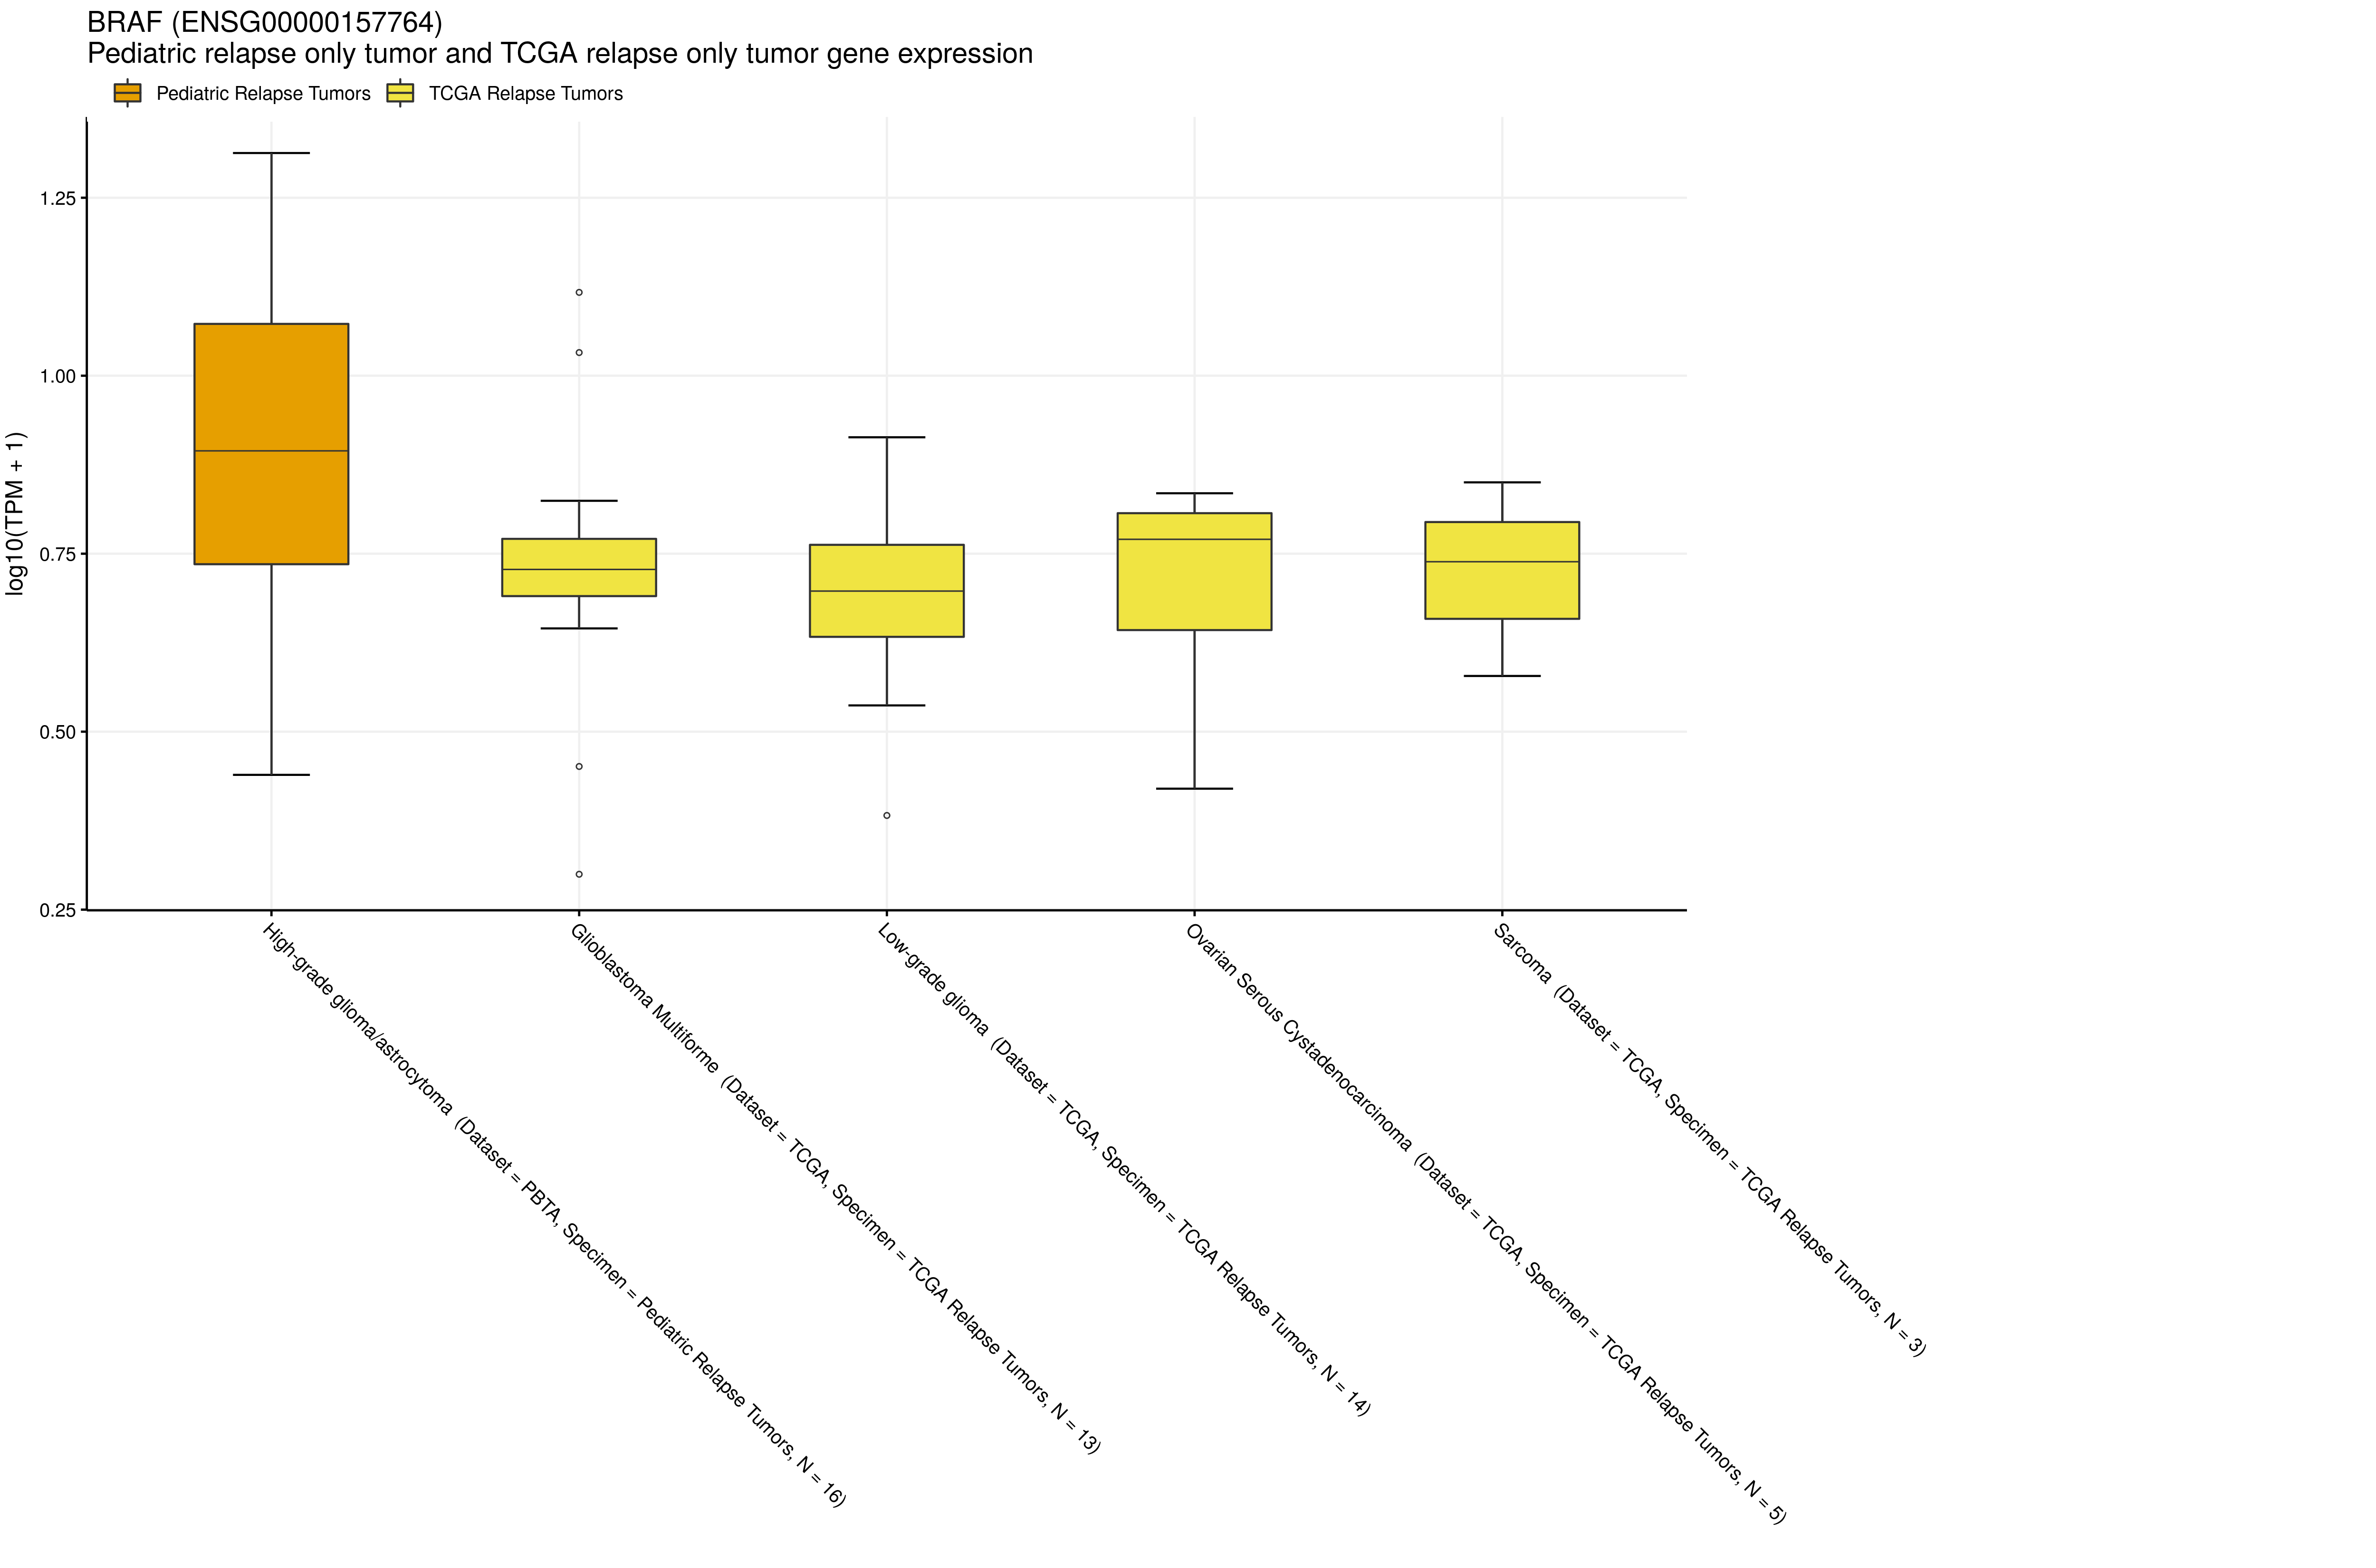 BRAF (ENSG00000157764)
Pediatric relapse only tumor and TCGA relapse only tumor gene expression
Pediatric Relapse Tumors
TCGA Relapse Tumors
log10(TPM + 1)
1.25
1.00
0.75
0.50
0.25
High-grade glioma/astrocytoma (Dataset = PBTA, Specimen = Pediatric Relapse Tumors, N = 16)
Glioblastoma Multiforme (Dataset = TCGA, Specimen = TCGA Relapse Tumors, N = 13)
Low-grade glioma (Dataset = TCGA, Specimen = TCGA Relapse Tumors, N = 14)
Ovarian Serous Cystadenocarcinoma (Dataset = TCGA, Specimen = TCGA Relapse Tumors, N = 5)
Sarcoma (Dataset = TCGA, Specimen = TCGA Relapse Tumors, N = 3)